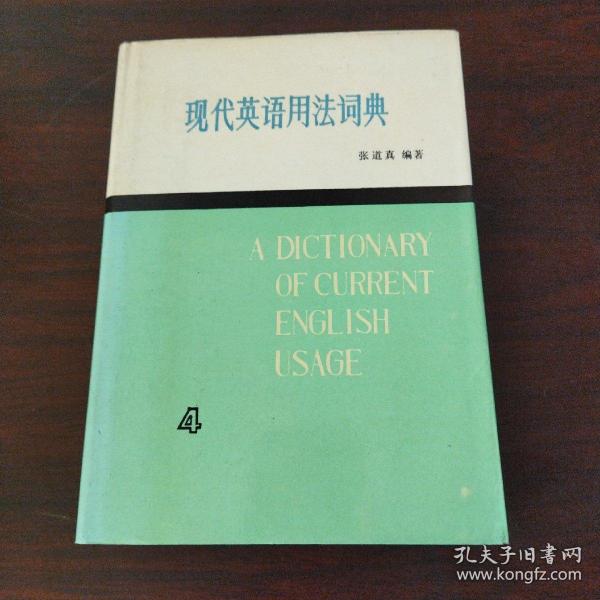 现代英语用法词典
张道真 编著
A DICTIONARY
OF CURRENT
ENGLISH
USAGE
4
孔夫子旧书网
www.kongfz.com